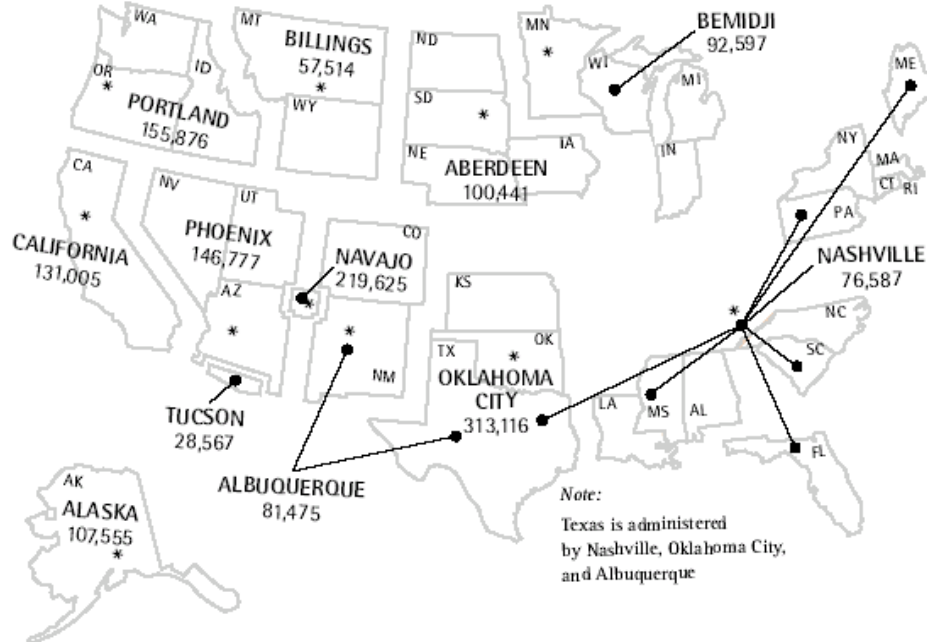 WA
MT
BILLINGS
57,514
ND
MN
BEMIDJI
92,597
OR
ID
WY
SD
WI
MI
ME
PORTLAND
155,876
NE
IA
IN
NY
MA
CT
RI
ABERDEEN
100,441
PA
CA
NV
UT
CO
CALIFORNIA
131,005
PHOENIX
146,777
NAVAJO
219,625
NASHVILLE
76,587
AZ
KS
NC
NM
TX
OK
SC
OKLAHOMA
CITY
313,116
LA
MS
AL
FL
TUCSON
28,567
ALBUQUERQUE
81,475
AK
ALASKA
107,555
Note:
Texas is administered
by Nashville, Oklahoma City,
and Albuquerque